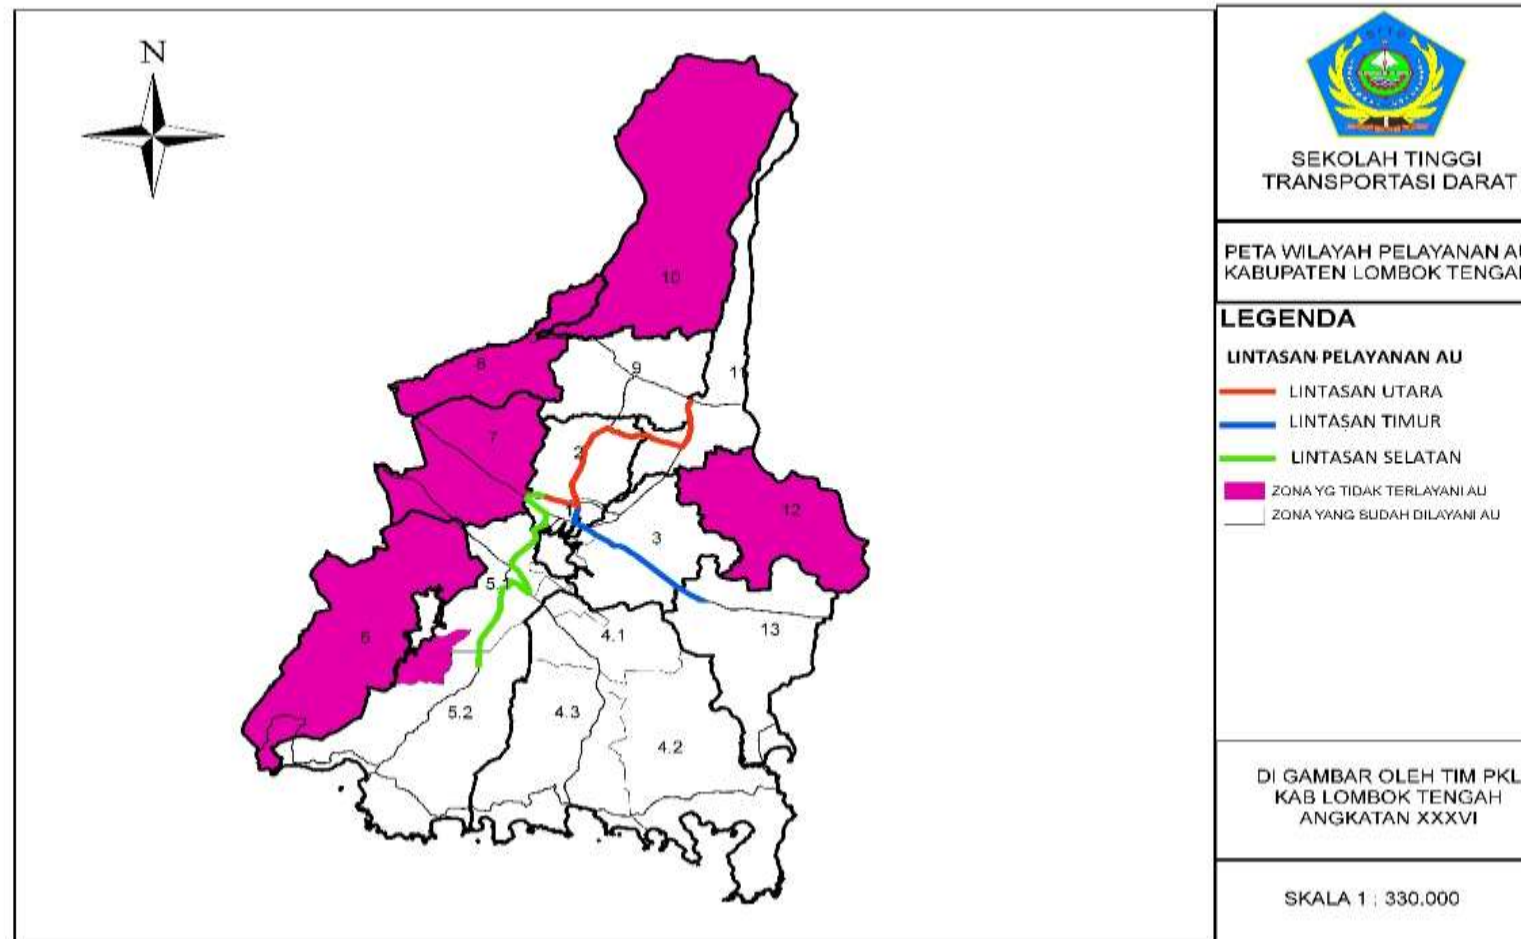 N
10
8
9
11
7
2
12
1
3
5.1
6
4.1
13
5.2
4.3
4.2
SEKOLAH TINGGI
TRANSPORTASI DARAT
PETA WILAYAH PELAYANAN AU
KABUPATEN LOMBOK TENGA
LEGENDA
LINTASAN PELAYANAN AU
LINTASAN UTARA
LINTASAN TIMUR
LINTASAN SELATAN
ZONA YG TIDAK TERLAYANI AU
ZONA YANG SUDAH DILAYANI AU
DI GAMBAR OLEH TIM PKL
KAB LOMBOK TENGAH
ANGKATAN XXXVI
SKALA 1 : 330.000